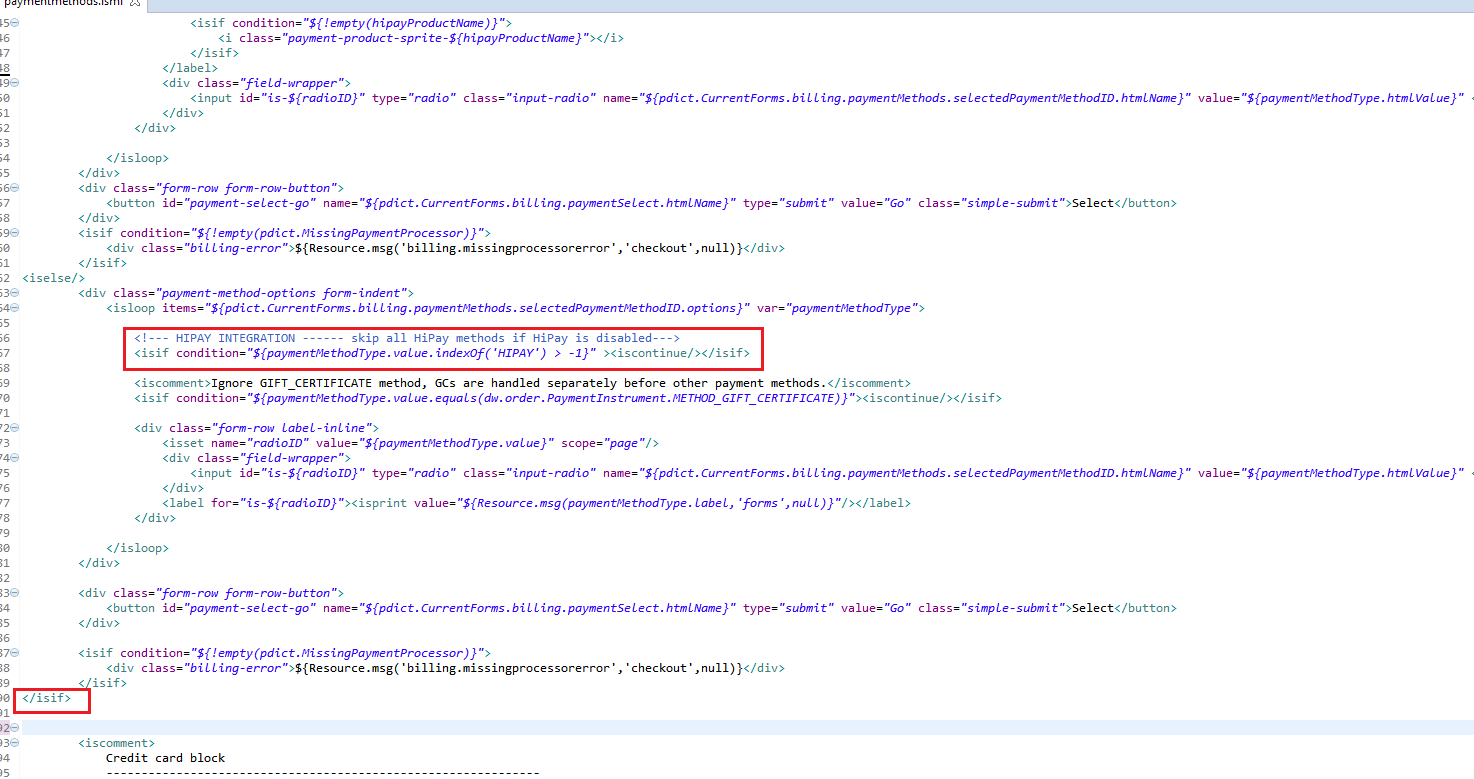 paymentmethods.isml
45 <isif condition="${!empty(hipayProductName)}">
46 <i class="payment-product-sprite-${hipayProductName}"></i>
47 </isif>
48 </label>
49 <div class="field-wrapper">
50 <input id="is-${radioID}" type="radio" class="input-radio" name="${pdict.CurrentForms.billing.paymentMethods.selectedPaymentMethodID.htmlName}" value="${paymentMethodType.htmlValue}"
51 </div>
52 </div>
53
54 </isloop>
55 </div>
56 <div class="form-row form-row-button">
57 <button id="payment-select-go" name="${pdict.CurrentForms.billing.paymentSelect.htmlName}" type="submit" value="Go" class="simple-submit">Select</button>
58 </div>
59 <isif condition="${!empty(pdict.MissingPaymentProcessor)}">
60 <div class="billing-error">${Resource.msg('billing.missingprocessorerror','checkout',null)}</div>
61 </isif>
62 <iselse/>
63 <div class="payment-method-options form-indent">
64 <isloop items="${pdict.CurrentForms.billing.paymentMethods.selectedPaymentMethodID.options}" var="paymentMethodType">
65
66 <!--- HIPAY INTEGRATION ------ skip all HiPay methods if HiPay is disabled--->
67 <isif condition="${paymentMethodType.value.indexOf('HIPAY') > -1}" ><iscontinue/></isif>
68
69 <iscomment>Ignore GIFT_CERTIFICATE method, GCs are handled separately before other payment methods.</iscomment>
70 <isif condition="${paymentMethodType.value.equals(dw.order.PaymentInstrument.METHOD_GIFT_CERTIFICATE)}"><iscontinue/></isif>
71
72 <div class="form-row label-inline">
73 <isset name="radioID" value="${paymentMethodType.value}" scope="page"/>
74 <div class="field-wrapper">
75 <input id="is-${radioID}" type="radio" class="input-radio" name="${pdict.CurrentForms.billing.paymentMethods.selectedPaymentMethodID.htmlName}" value="${paymentMethodType.htmlValue}"
76 </div>
77 <label for="is-${radioID}"><isprint value="${Resource.msg(paymentMethodType.label,'forms',null)}"/></label>
78 </div>
79
80 </isloop>
81 </div>
82
83 <div class="form-row form-row-button">
84 <button id="payment-select-go" name="${pdict.CurrentForms.billing.paymentSelect.htmlName}" type="submit" value="Go" class="simple-submit">Select</button>
85 </div>
86
87 <isif condition="${!empty(pdict.MissingPaymentProcessor)}">
88 <div class="billing-error">${Resource.msg('billing.missingprocessorerror','checkout',null)}</div>
89 </isif>
90 </isif>
91
92
93 <iscomment>
94 Credit card block
95 --------------------------------------------------------------